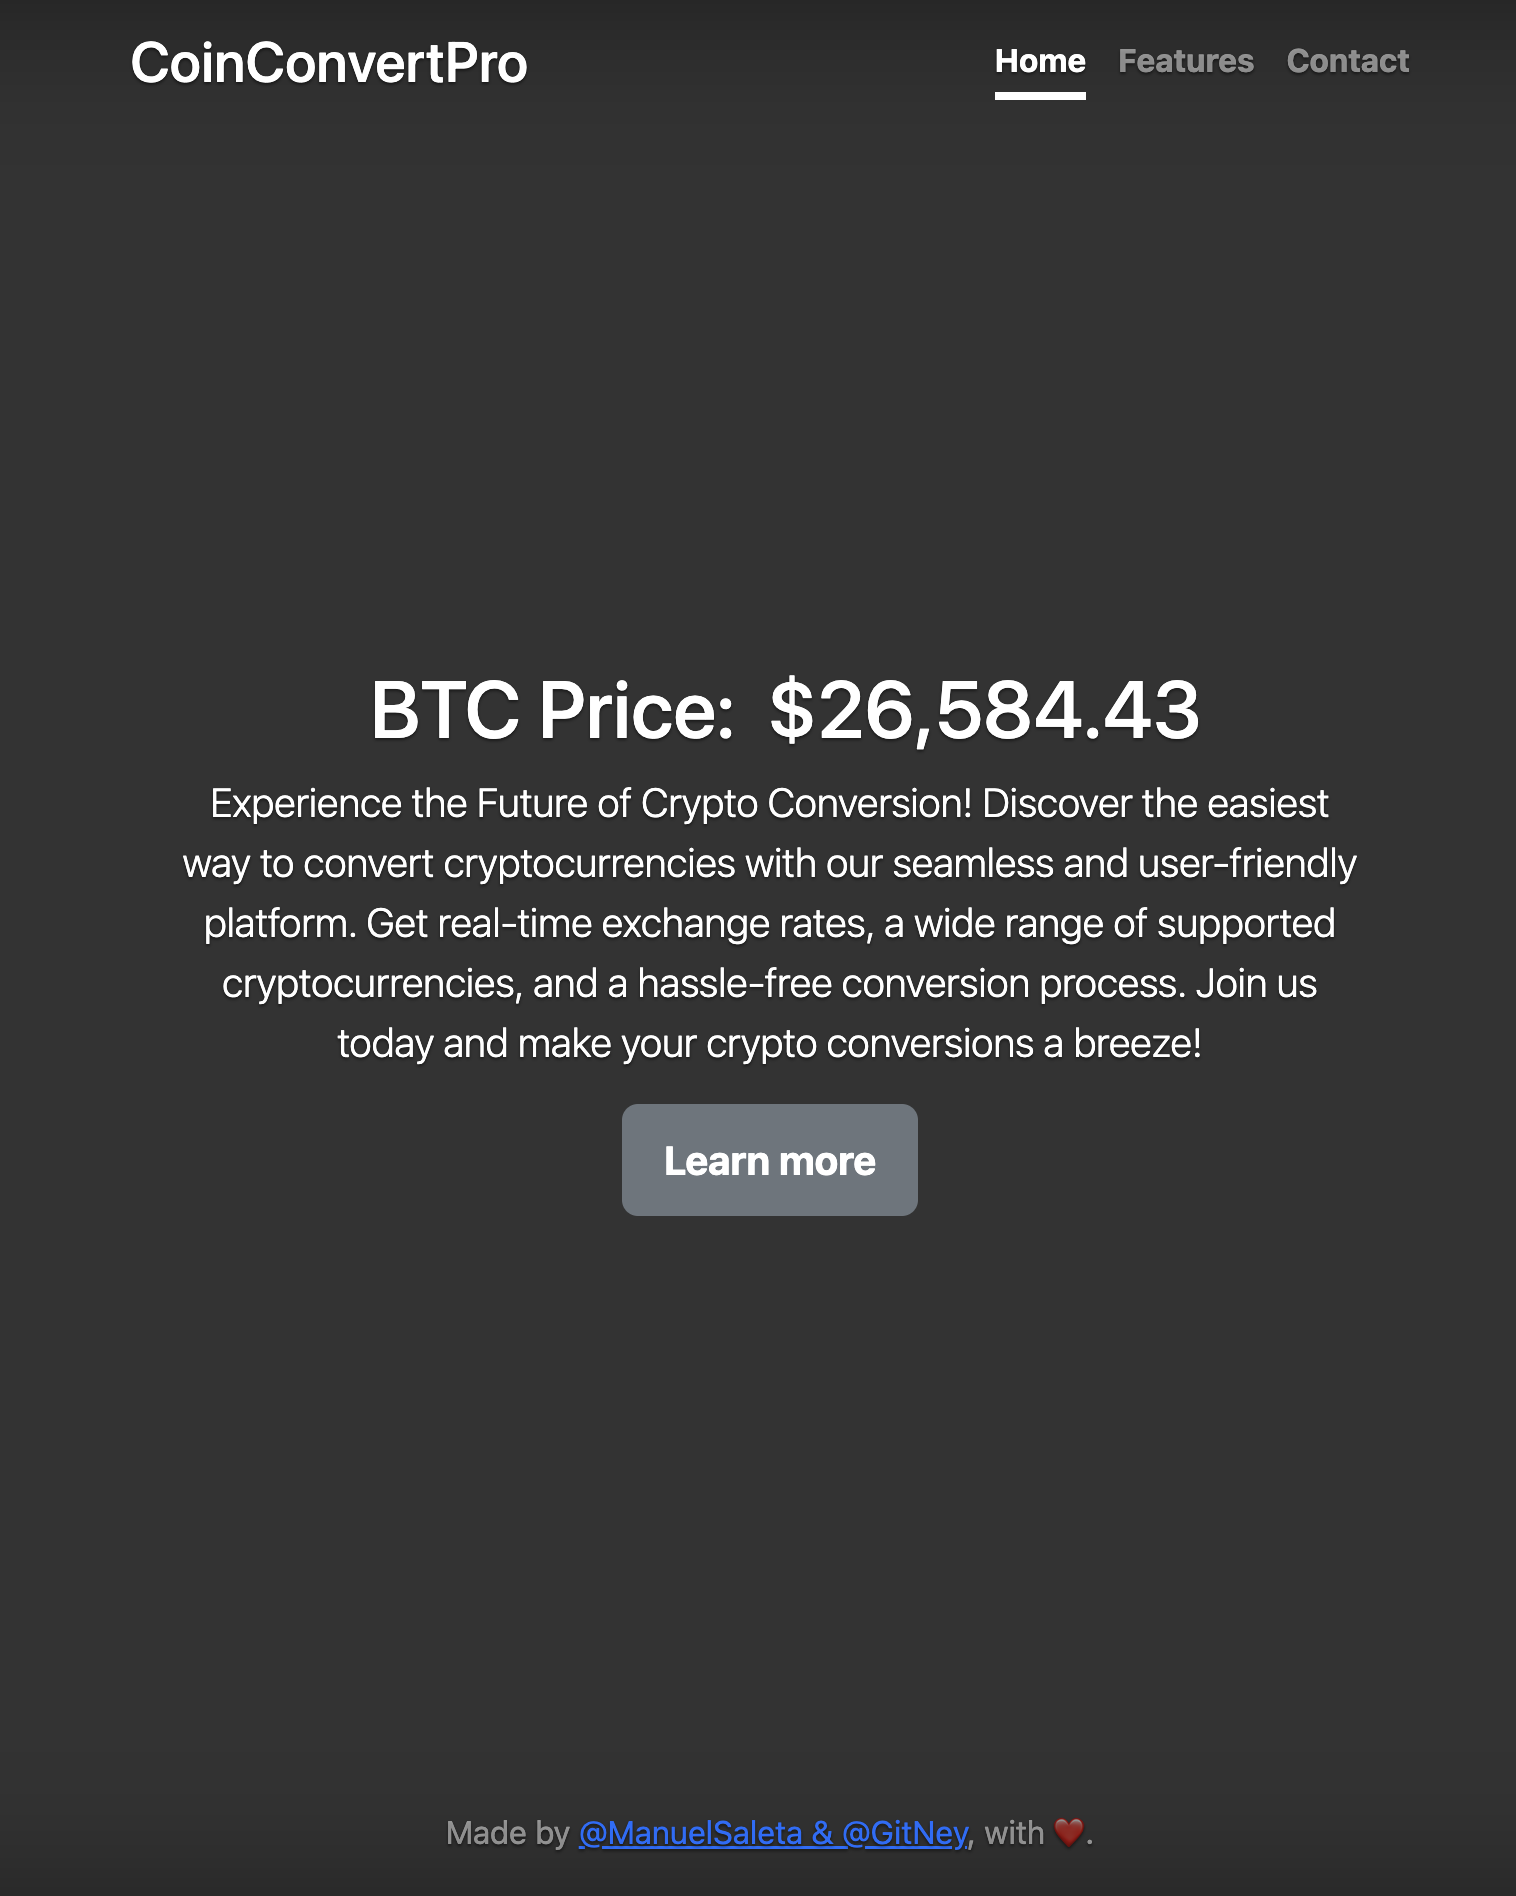 CoinConvertPro
Home Features Contact
BTC Price: $26,584.43
Experience the Future of Crypto Conversion! Discover the easiest
way to convert cryptocurrencies with our seamless and user-friendly
platform. Get real-time exchange rates, a wide range of supported
cryptocurrencies, and a hassle-free conversion process. Join us
today and make your crypto conversions a breeze!
Learn more
Made by @ManuelSaleta & @GitNey, with ❤️.